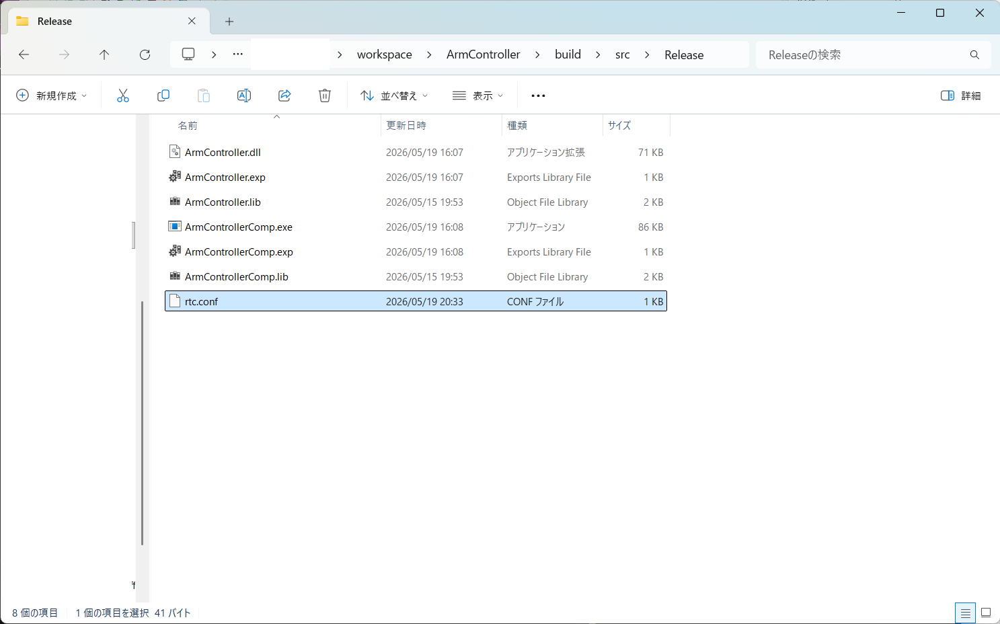 Release
workspace ArmController build src Release Releaseの検索
新規作成 並べ替え 表示 詳細
名前 更新日時 種類 サイズ
ArmController.dll 2026/05/19 16:07 アプリケーション拡張 71 KB
ArmController.exp 2026/05/19 16:07 Exports Library File 1 KB
ArmController.lib 2026/05/15 19:53 Object File Library 2 KB
ArmControllerComp.exe 2026/05/19 16:08 アプリケーション 86 KB
ArmControllerComp.exp 2026/05/19 16:08 Exports Library File 1 KB
ArmControllerComp.lib 2026/05/15 19:53 Object File Library 2 KB
rtc.conf 2026/05/19 20:33 CONF ファイル 1 KB
8 個の項目 1 個の項目を選択 41 バイト